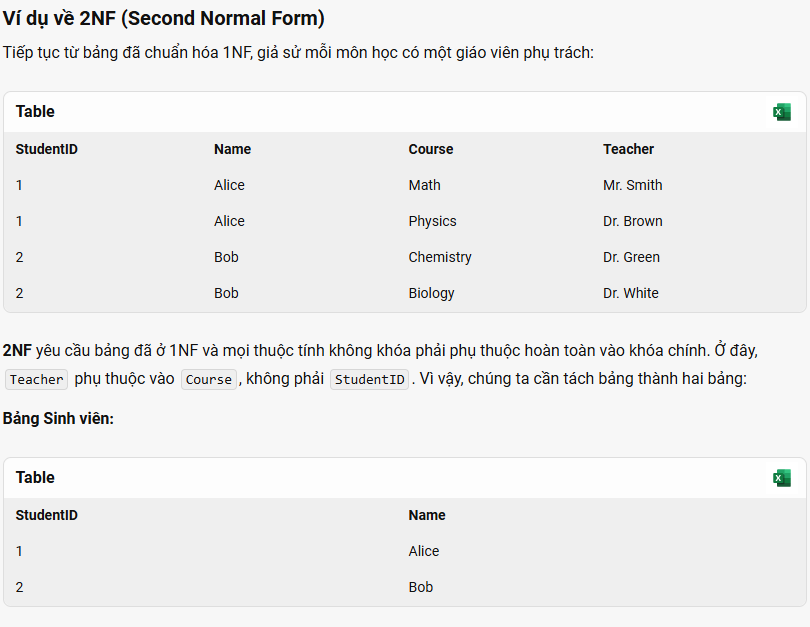 Ví dụ về 2NF (Second Normal Form)
Tiếp tục từ bảng đã chuẩn hóa 1NF, giả sử mỗi môn học có một giáo viên phụ trách:
Table
StudentID Name Course Teacher
1 Alice Math Mr. Smith
1 Alice Physics Dr. Brown
2 Bob Chemistry Dr. Green
2 Bob Biology Dr. White
2NF yêu cầu bảng đã ở 1NF và mọi thuộc tính không khóa phải phụ thuộc hoàn toàn vào khóa chính. Ở đây,
Teacher phụ thuộc vào Course, không phải StudentID. Vì vậy, chúng ta cần tách bảng thành hai bảng:
Bảng Sinh viên:
Table
StudentID Name
1 Alice
2 Bob